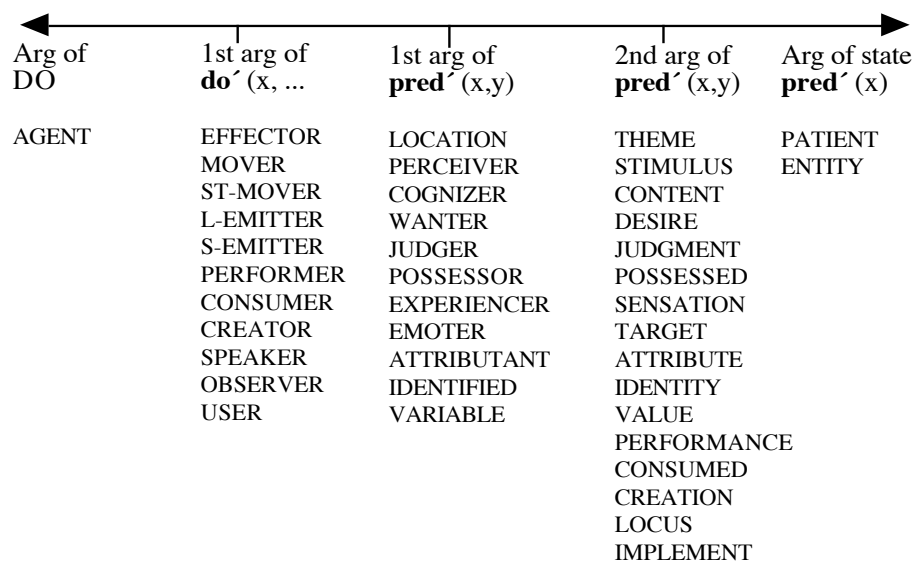 Arg of 1st arg of 1st arg of 2nd arg of Arg of state
DO do´ (x, ... pred´ (x,y) pred´ (x,y) pred´ (x)
AGENT EFFECTOR LOCATION THEME PATIENT
MOVER PERCEIVER STIMULUS ENTITY
ST-MOVER COGNIZER CONTENT
L-EMITTER WANTER DESIRE
S-EMITTER JUDGER JUDGMENT
PERFORMER POSSESSOR POSSESSED
CONSUMER EXPERIENCER SENSATION
CREATOR EMOTER TARGET
SPEAKER ATTRIBUTANT ATTRIBUTE
OBSERVER IDENTIFIED IDENTITY
USER VARIABLE VALUE
PERFORMANCE
CONSUMED
CREATION
LOCUS
IMPLEMENT